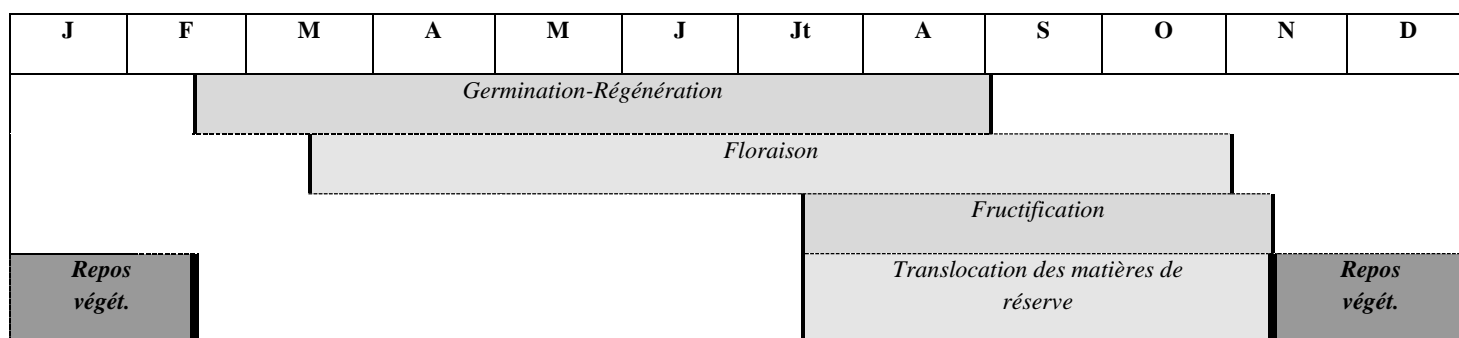 J F M A M J Jt A S O N D
Germination-Régénération
Floraison
Fructification
Repos
végét.
Translocation des matières de
réserve
Repos
végét.